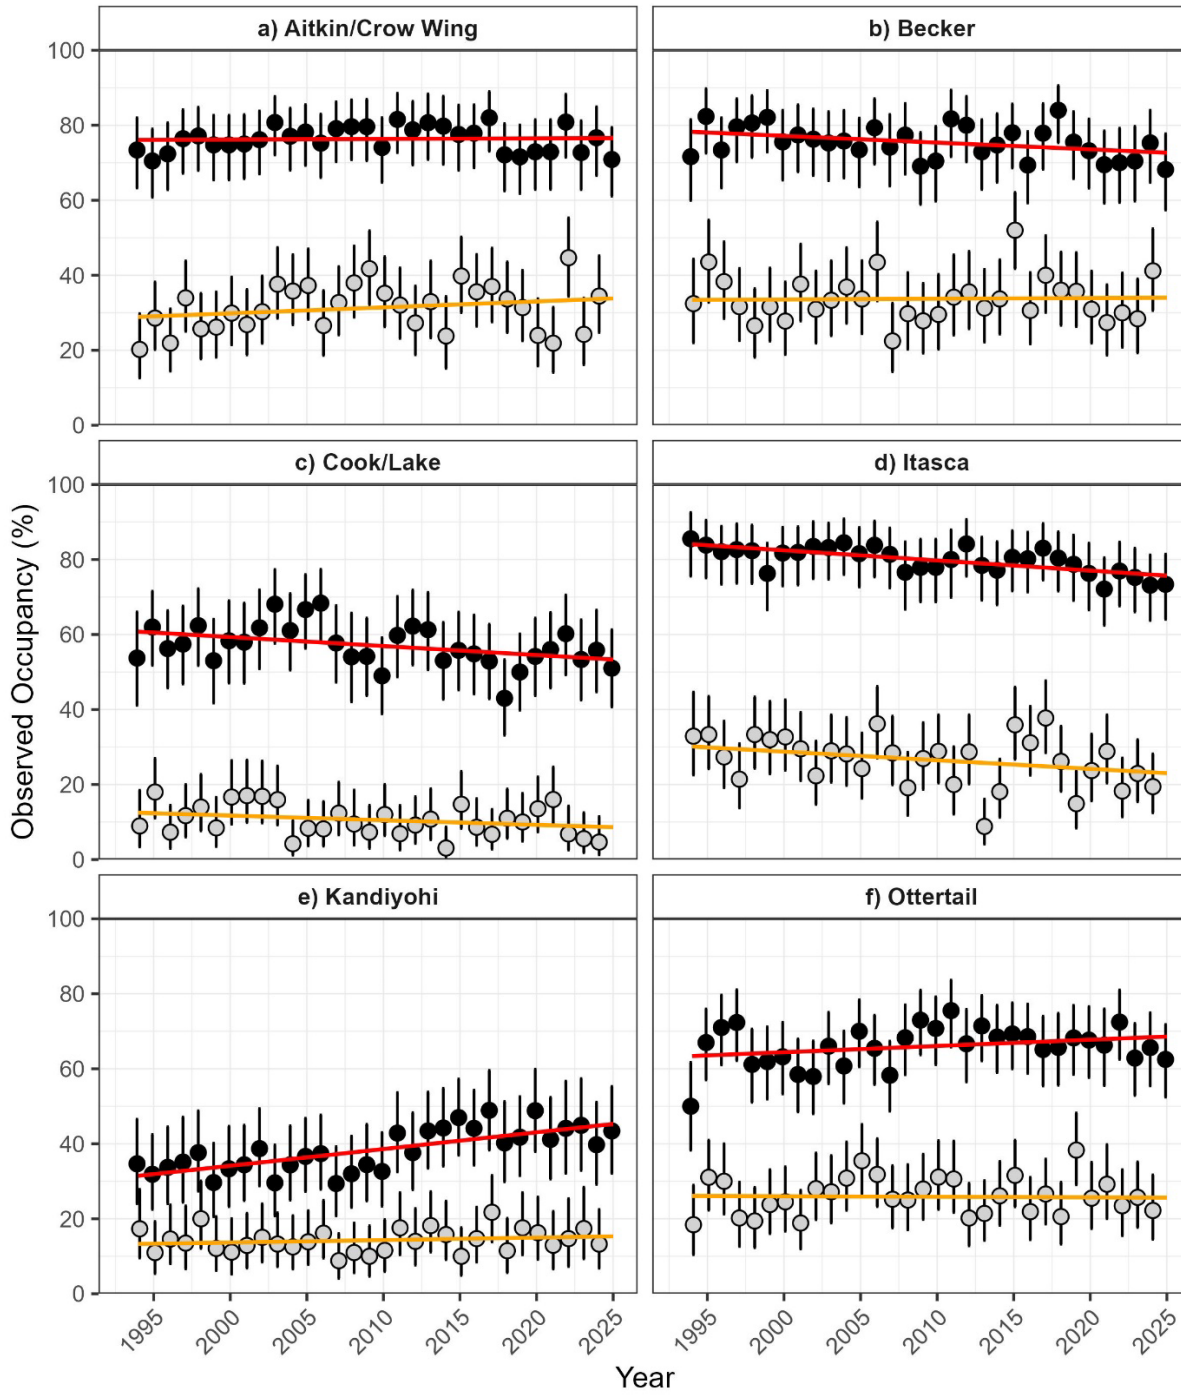 a) Aitkin/Crow Wing
b) Becker
100
80
60
40
20
0
c) Cook/Lake
d) Itasca
100
80
60
40
20
0
Observed Occupancy (%)
e) Kandiyohi
f) Ottertail
100
80
60
40
20
0
1995 2000 2005 2010 2015 2020 2025
1995 2000 2005 2010 2015 2020 2025
Year